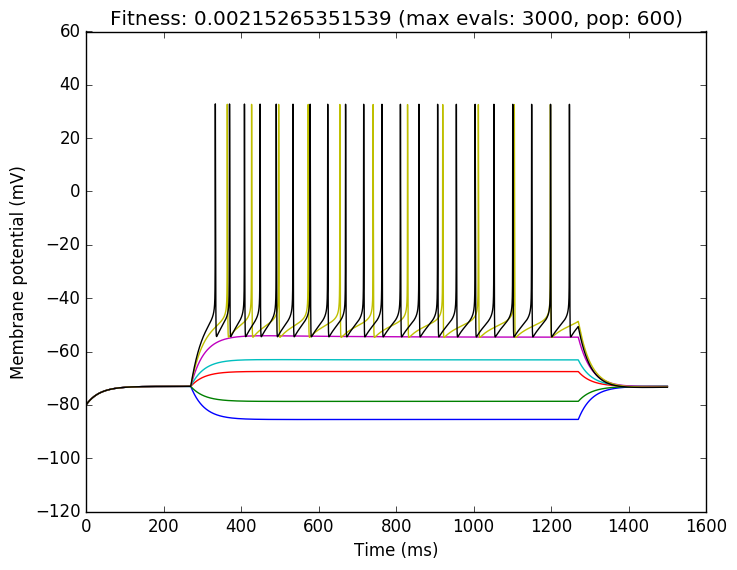 Fitness: 0.00215265351539 (max evals: 3000, pop: 600)
60
40
20
0
−20
−40
−60
−80
−100
−120
Membrane potential (mV)
0 200 400 600 800 1000 1200 1400 1600
Time (ms)